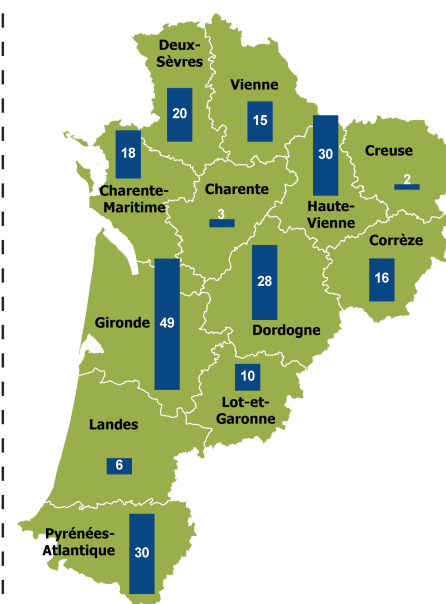 Deux-
Sèvres
20
Vienne
15
18
Charente-
Maritime
Charente
3
30
Haute-
Vienne
Creuse
2
Corrèze
16
Gironde
49
28
Dordogne
10
Lot-et-
Garonne
Landes
6
Pyrénées-
Atlantique
30